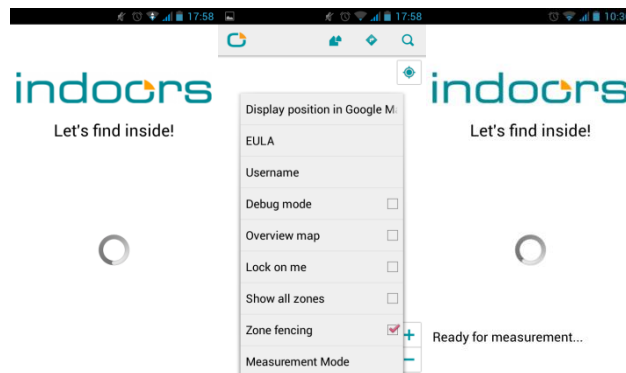 17:58
indoors
Let's find inside!
17:58
Display position in Google M
EULA
Username
Debug mode
Overview map
Lock on me
Show all zones
Zone fencing
+
Measurement Mode
−
10:3
indoors
Let's find inside!
Ready for measurement...